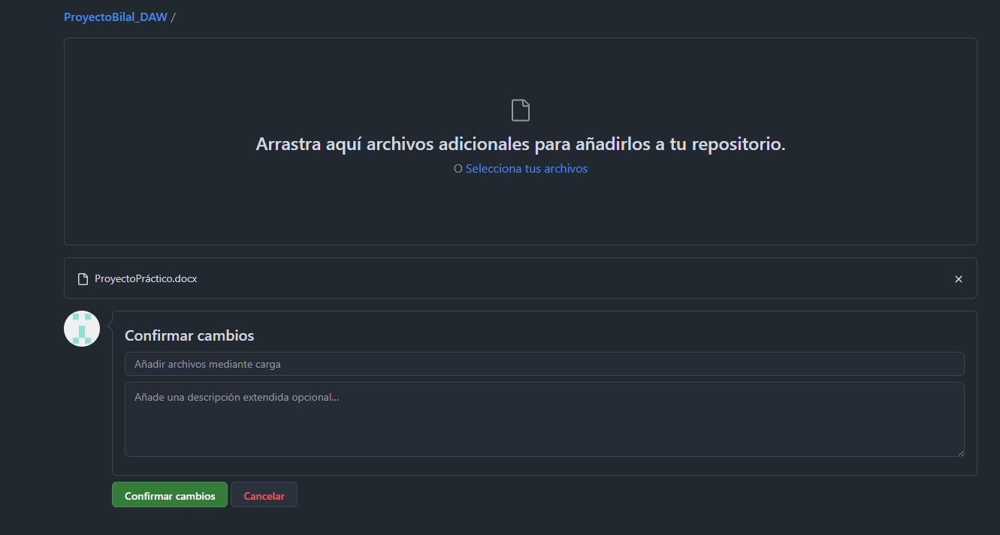 ProyectoBilal_DAW /
Arrastra aquí archivos adicionales para añadirlos a tu repositorio.
O Selecciona tus archivos
ProyectoPráctico.docx
Confirmar cambios
Añadir archivos mediante carga
Añade una descripción extendida opcional...
Confirmar cambios
Cancelar